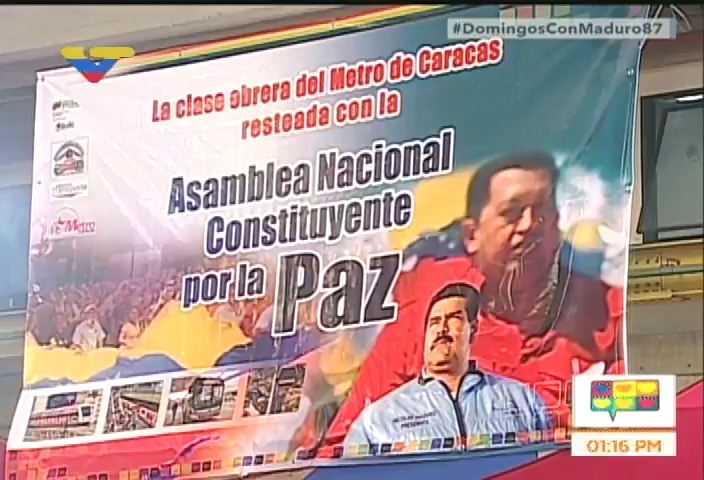 #DomingosConMaduro87
La clase obrera del Metro de Caracas
resteada con la
Asamblea Nacional
Constituyente
por la Paz
Metro
01:16 PM